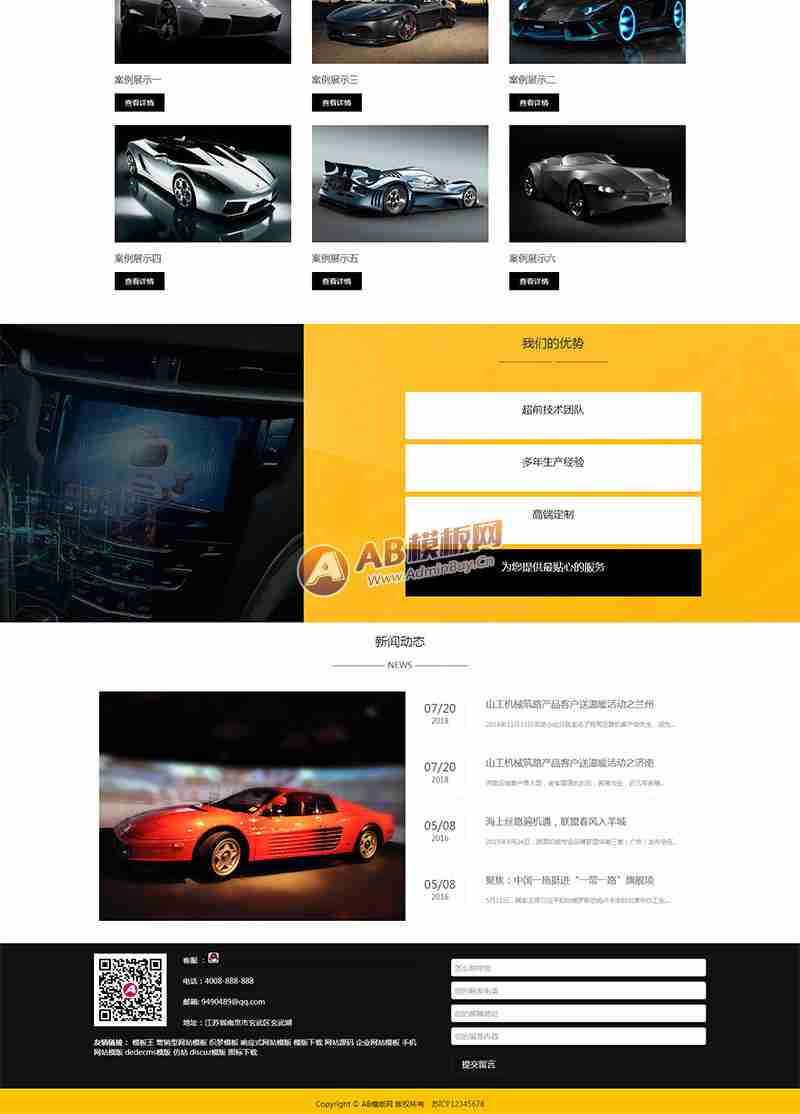 案例展示一
案例展示三
案例展示二
查看详情
查看详情
查看详情
案例展示四
案例展示五
案例展示六
查看详情
查看详情
查看详情
我们的优势
超前技术团队
多年生产经验
高端定制
为您提供最贴心的服务
AB模板网
www.AdminBuy.Cn
新闻动态
NEWS
07/20
2018
山工机械筑路产品客户送温暖活动之兰州
07/20
2018
山工机械筑路产品客户送温暖活动之济南
05/08
2016
海上丝路遍机遇，联盟春风入羊城
05/08
2016
聚焦：中国一拖挺进“一带一路”旗舰项
客服 ：
电话：4008-888-888
邮箱: 9490489@qq.com
地址：江苏省南京市玄武区玄武湖
友情链接： 模板王 营销型网站模板 织梦模板 响应式网站模板 模版下载 网站源码 企业网站模板 手机
网站模版 dedecms模版 仿站 discuz模版 图标下载
怎么称呼您
您的联系电话
您的邮箱地址
您的留言内容
提交留言
Copyright © AB模板网 版权所有 苏ICP12345678